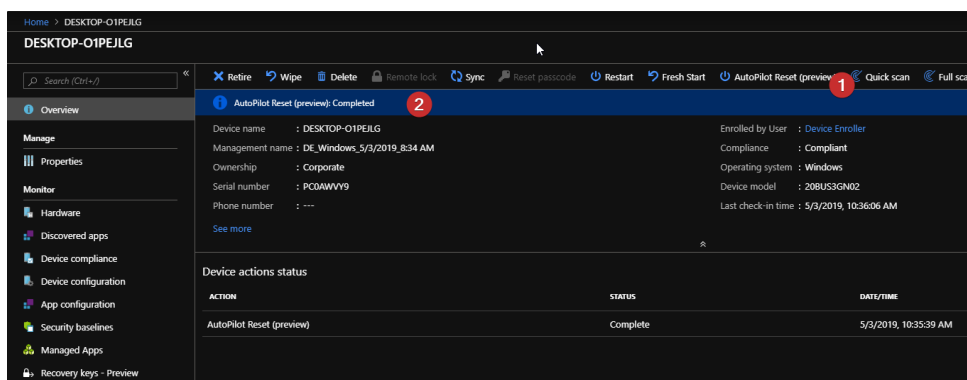 Home > DESKTOP-O1PEJLG
DESKTOP-O1PEJLG
Search (Ctrl+/)
«
Retire Wipe Delete Remote lock Sync Reset passcode Restart Fresh Start AutoPilot Reset (preview) Quick scan Full sca
1
AutoPilot Reset (preview): Completed
2
Overview
Manage
Properties
Monitor
Hardware
Discovered apps
Device compliance
Device configuration
App configuration
Security baselines
Managed Apps
Recovery keys - Preview
Device name : DESKTOP-O1PEJLG
Management name : DE_Windows_5/3/2019_8:34 AM
Ownership : Corporate
Serial number : PC0AWVY9
Phone number : ---
See more
Enrolled by User : Device Enroller
Compliance : Compliant
Operating system : Windows
Device model : 20BUS3GN02
Last check-in time : 5/3/2019, 10:36:06 AM
Device actions status
ACTION STATUS DATE/TIME
AutoPilot Reset (preview) Complete 5/3/2019, 10:35:39 AM